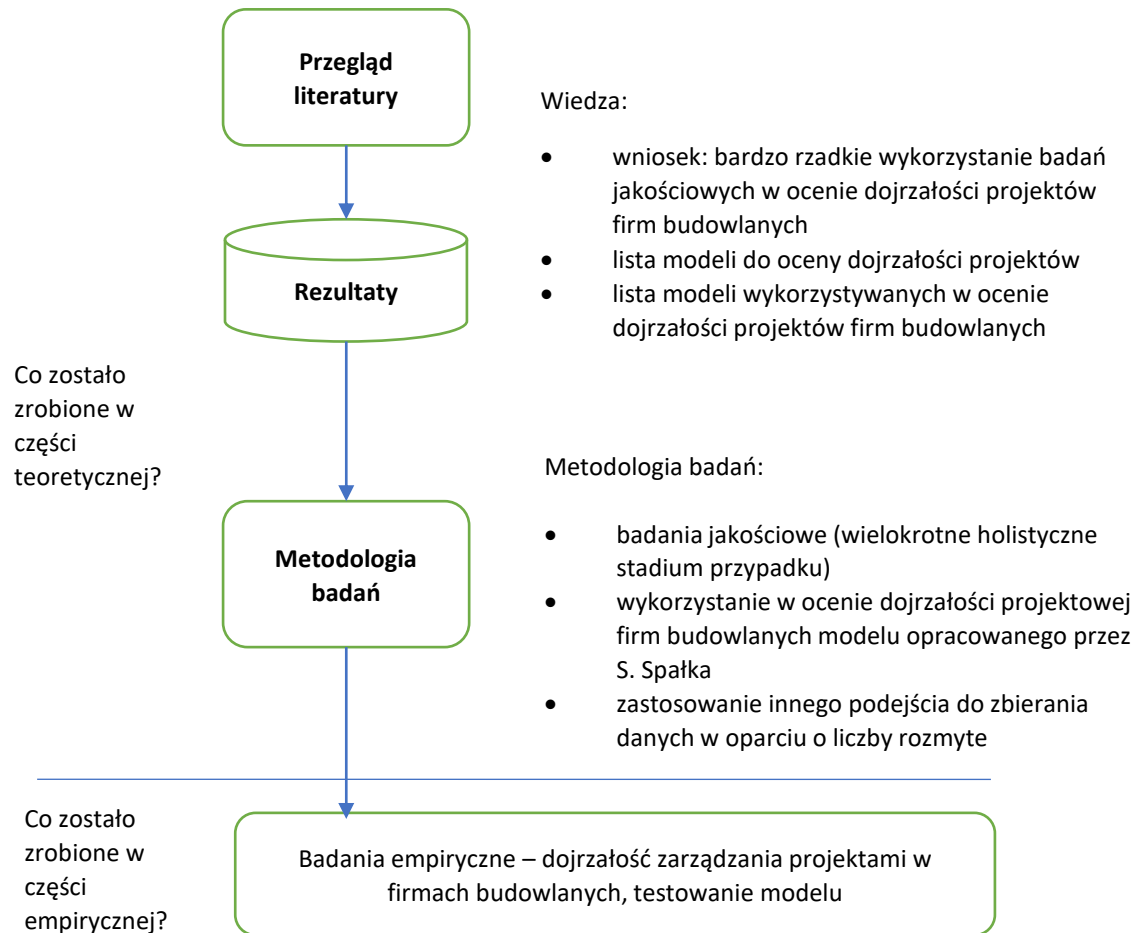 Przegląd
literatury
Wiedza:
• wniosek: bardzo rzadkie wykorzystanie badań
jakościowych w ocenie dojrzałości projektów
firm budowlanych
• lista modeli do oceny dojrzałości projektów
• lista modeli wykorzystywanych w ocenie
dojrzałości projektów firm budowlanych
Rezultaty
Co zostało
zrobione w
części
teoretycznej?
Metodologia badań:
• badania jakościowe (wielokrotne holistyczne
stadium przypadku)
• wykorzystanie w ocenie dojrzałości projektowej
firm budowlanych modelu opracowanego przez
S. Spałka
• zastosowanie innego podejścia do zbierania
danych w oparciu o liczby rozmyte
Metodologia
badań
Co zostało
zrobione w
części
empirycznej?
Badania empiryczne – dojrzałość zarządzania projektami w
firmach budowlanych, testowanie modelu